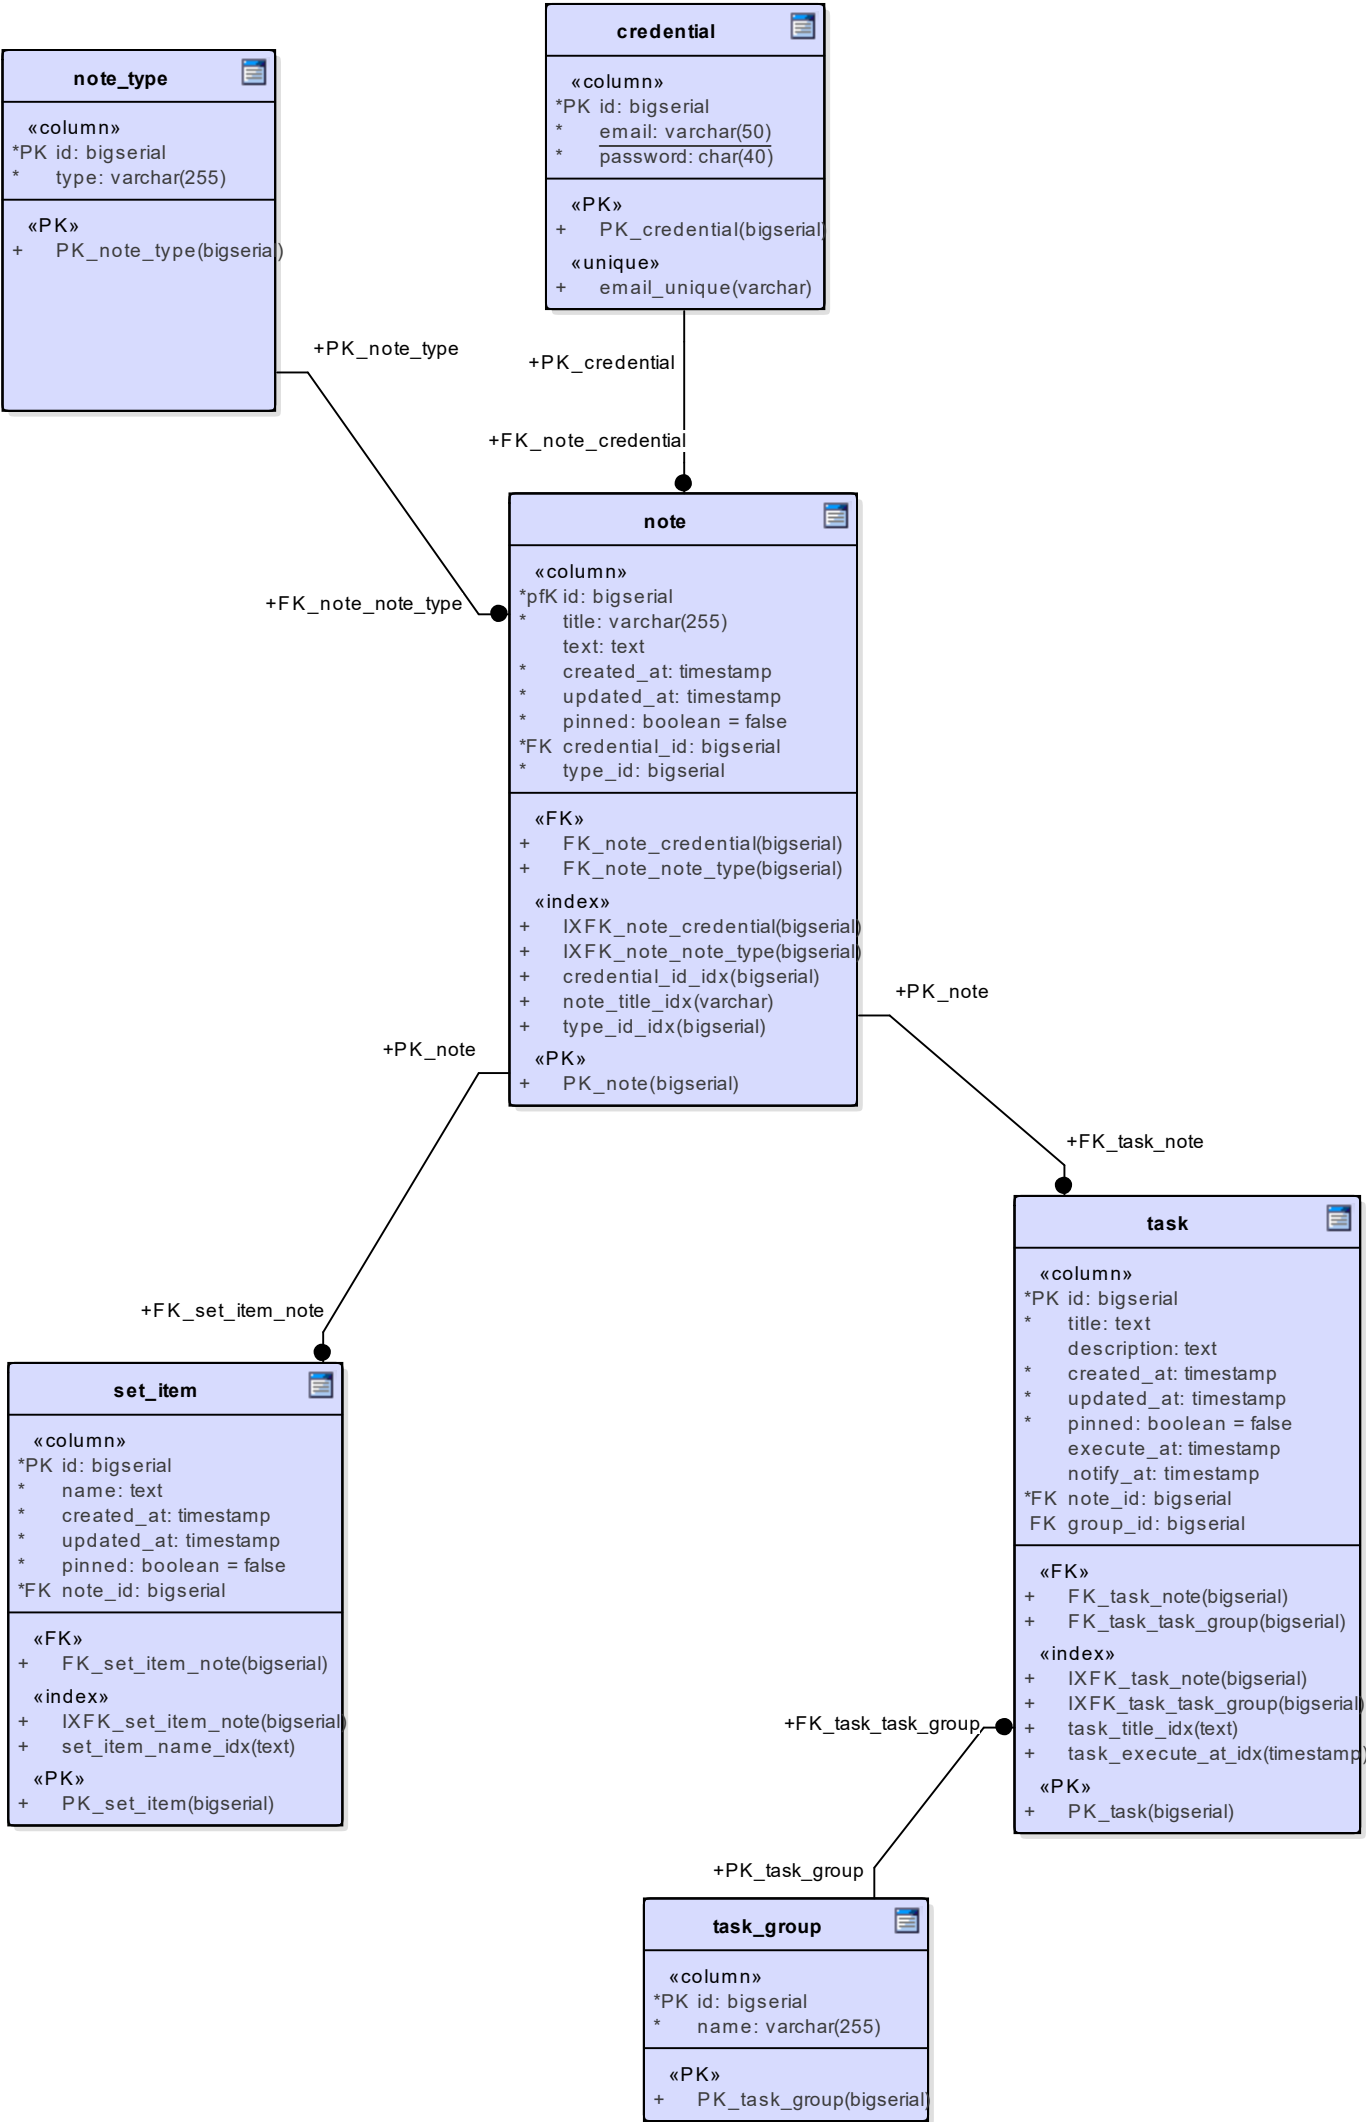 credential
«column»
*PK id: bigserial
* email: varchar(50)
* password: char(40)
«PK»
+ PK_credential(bigserial)
«unique»
+ email_unique(varchar)
note_type
«column»
*PK id: bigserial
* type: varchar(255)
«PK»
+ PK_note_type(bigserial)
+PK_note_type
+PK_credential
+FK_note_credential
+FK_note_note_type
note
«column»
*pfK id: bigserial
* title: varchar(255)
text: text
* created_at: timestamp
* updated_at: timestamp
* pinned: boolean = false
*FK credential_id: bigserial
* type_id: bigserial
«FK»
+ FK_note_credential(bigserial)
+ FK_note_note_type(bigserial)
«index»
+ IXFK_note_credential(bigserial)
+ IXFK_note_note_type(bigserial)
+ credential_id_idx(bigserial)
+ note_title_idx(varchar)
+ type_id_idx(bigserial)
«PK»
+ PK_note(bigserial)
+PK_note
+PK_note
+FK_task_note
+FK_set_item_note
task
«column»
*PK id: bigserial
* title: text
description: text
* created_at: timestamp
* updated_at: timestamp
* pinned: boolean = false
execute_at: timestamp
notify_at: timestamp
*FK note_id: bigserial
FK group_id: bigserial
«FK»
+ FK_task_note(bigserial)
+ FK_task_task_group(bigserial)
«index»
+ IXFK_task_note(bigserial)
+ IXFK_task_task_group(bigserial)
+ task_title_idx(text)
+ task_execute_at_idx(timestamp)
«PK»
+ PK_task(bigserial)
set_item
«column»
*PK id: bigserial
* name: text
* created_at: timestamp
* updated_at: timestamp
* pinned: boolean = false
*FK note_id: bigserial
«FK»
+ FK_set_item_note(bigserial)
«index»
+ IXFK_set_item_note(bigserial)
+ set_item_name_idx(text)
«PK»
+ PK_set_item(bigserial)
+FK_task_task_group
+PK_task_group
task_group
«column»
*PK id: bigserial
* name: varchar(255)
«PK»
+ PK_task_group(bigserial)